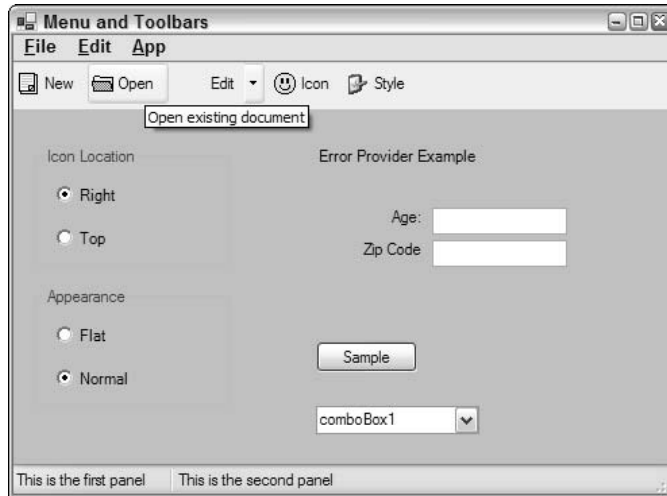 Menu and Toolbars
File Edit App
New Open Edit Icon Style
Open existing document
Icon Location
Right
Top
Error Provider Example
Age:
Zip Code
Appearance
Flat
Normal
Sample
comboBox1
This is the first panel This is the second panel